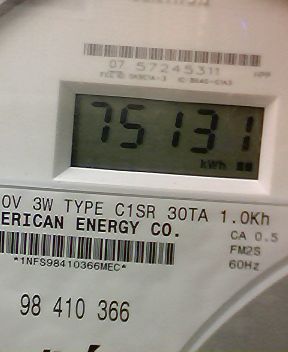 07 57245311
75131
kWh
0V 3W TYPE C1SR 30TA 1.0Kh
ERICAN ENERGY CO.
CA 0.5
FM2S
*1NFS98410366MEC*
60Hz
98 410 366